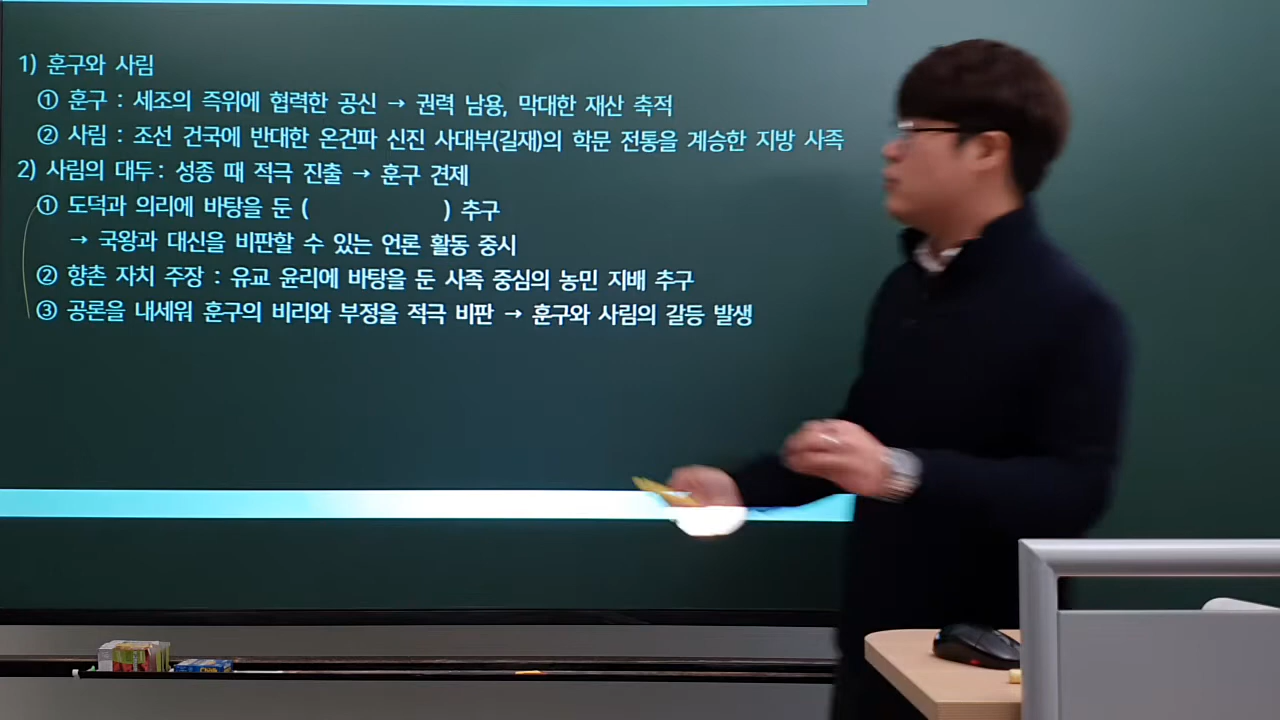 1) 훈구와 사림
① 훈구 : 세조의 즉위에 협력한 공신 → 권력 남용, 막대한 재산 축적
② 사림 : 조선 건국에 반대한 온건파 신진 사대부(길재)의 학문 전통을 계승한 지방 사족
2) 사림의 대두 : 성종 때 적극 진출 → 훈구 견제
① 도덕과 의리에 바탕을 둔 (                ) 추구
→ 국왕과 대신을 비판할 수 있는 언론 활동 중시
② 향촌 자치 주장 : 유교 윤리에 바탕을 둔 사족 중심의 농민 지배 추구
③ 공론을 내세워 훈구의 비리와 부정을 적극 비판 → 훈구와 사림의 갈등 발생
Chalk